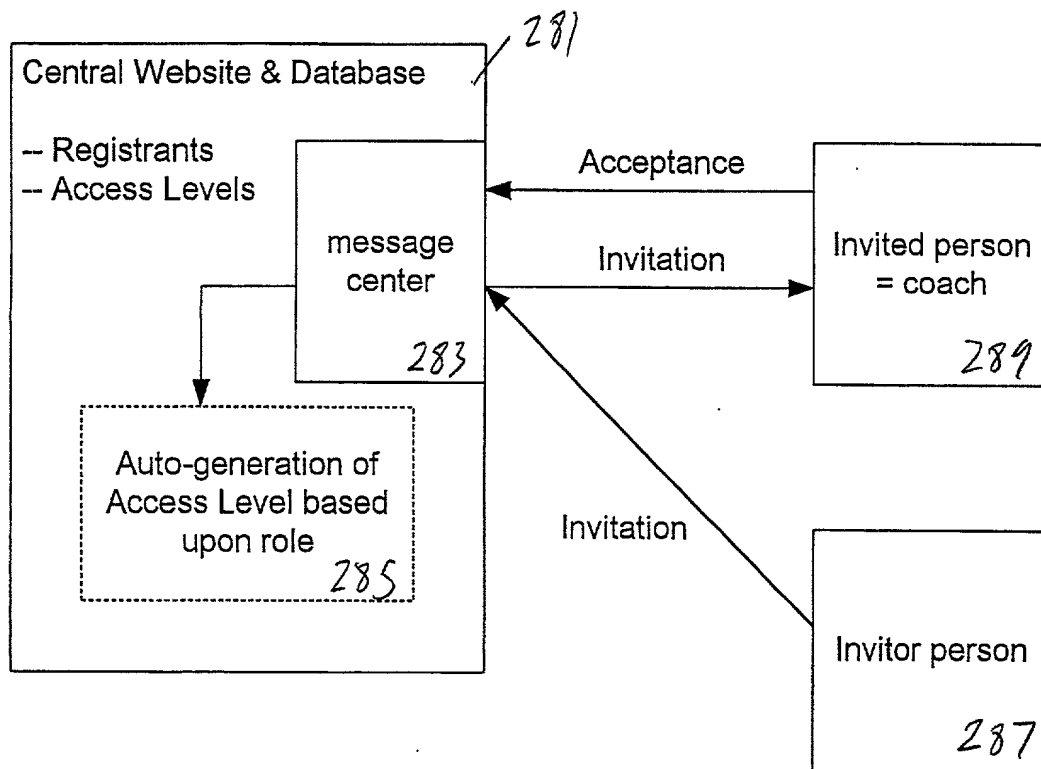 281
Central Website & Database
-- Registrants
-- Access Levels
message
center
283
Auto-generation of
Access Level based
upon role
285
Acceptance
Invitation
Invited person
= coach
289
Invitation
Invitor person
287